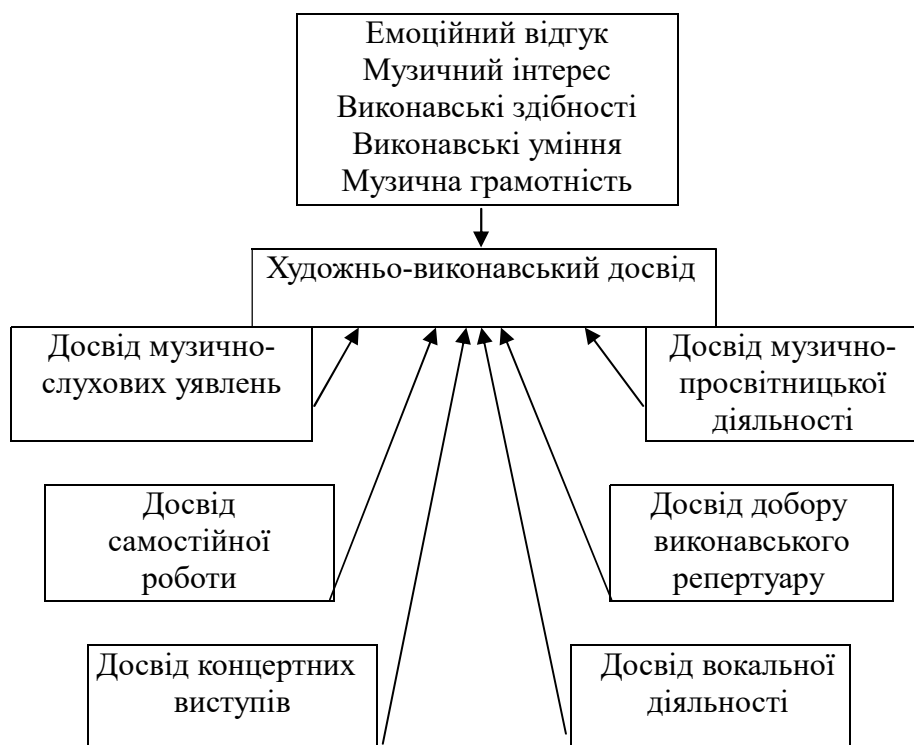 Емоційний відгук
Музичний інтерес
Виконавські здібності
Виконавські уміння
Музична грамотність
Художньо-виконавський досвід
Досвід музично-
слухових уявлень
Досвід музично-
просвітницької
діяльності
Досвід
самостійної
роботи
Досвід добору
виконавського
репертуару
Досвід концертних
виступів
Досвід вокальної
діяльності